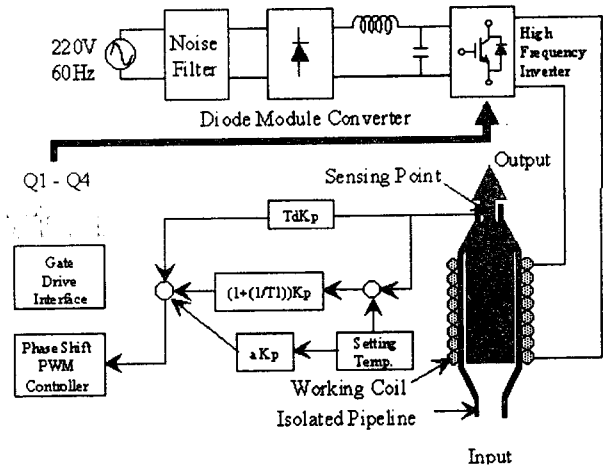 220V
60Hz
Noise
Filter
High
Frequency
Inverter
Diode Module Converter
Q1 - Q4
Sensing Point
Output
TdKp
Gate
Drive
Interface
(1+(1/T1))Kp
Phase Shift
PWM
Controller
aKp
Setting
Temp.
Working Coil
Isolated Pipeline
Input